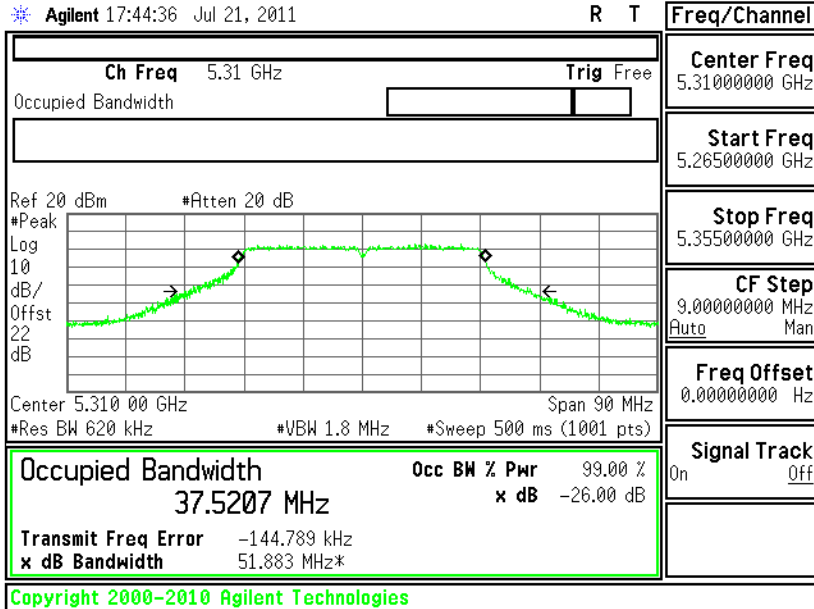 Agilent 17:44:36 Jul 21, 2011 R T
Freq/Channel
Ch Freq 5.31 GHz Trig Free
Occupied Bandwidth
Center Freq
5.31000000 GHz
Start Freq
5.26500000 GHz
Stop Freq
5.35500000 GHz
CF Step
9.00000000 MHz
Auto Man
Freq Offset
0.00000000 Hz
Signal Track
On Off
Ref 20 dBm #Atten 20 dB
#Peak
Log
10
dB/
Offst
22
dB
Center 5.310 00 GHz Span 90 MHz
#Res BW 620 kHz #VBW 1.8 MHz #Sweep 500 ms (1001 pts)
Occupied Bandwidth
37.5207 MHz
Occ BW % Pwr 99.00 %
x dB -26.00 dB
Transmit Freq Error -144.789 kHz
x dB Bandwidth 51.883 MHz*
Copyright 2000-2010 Agilent Technologies